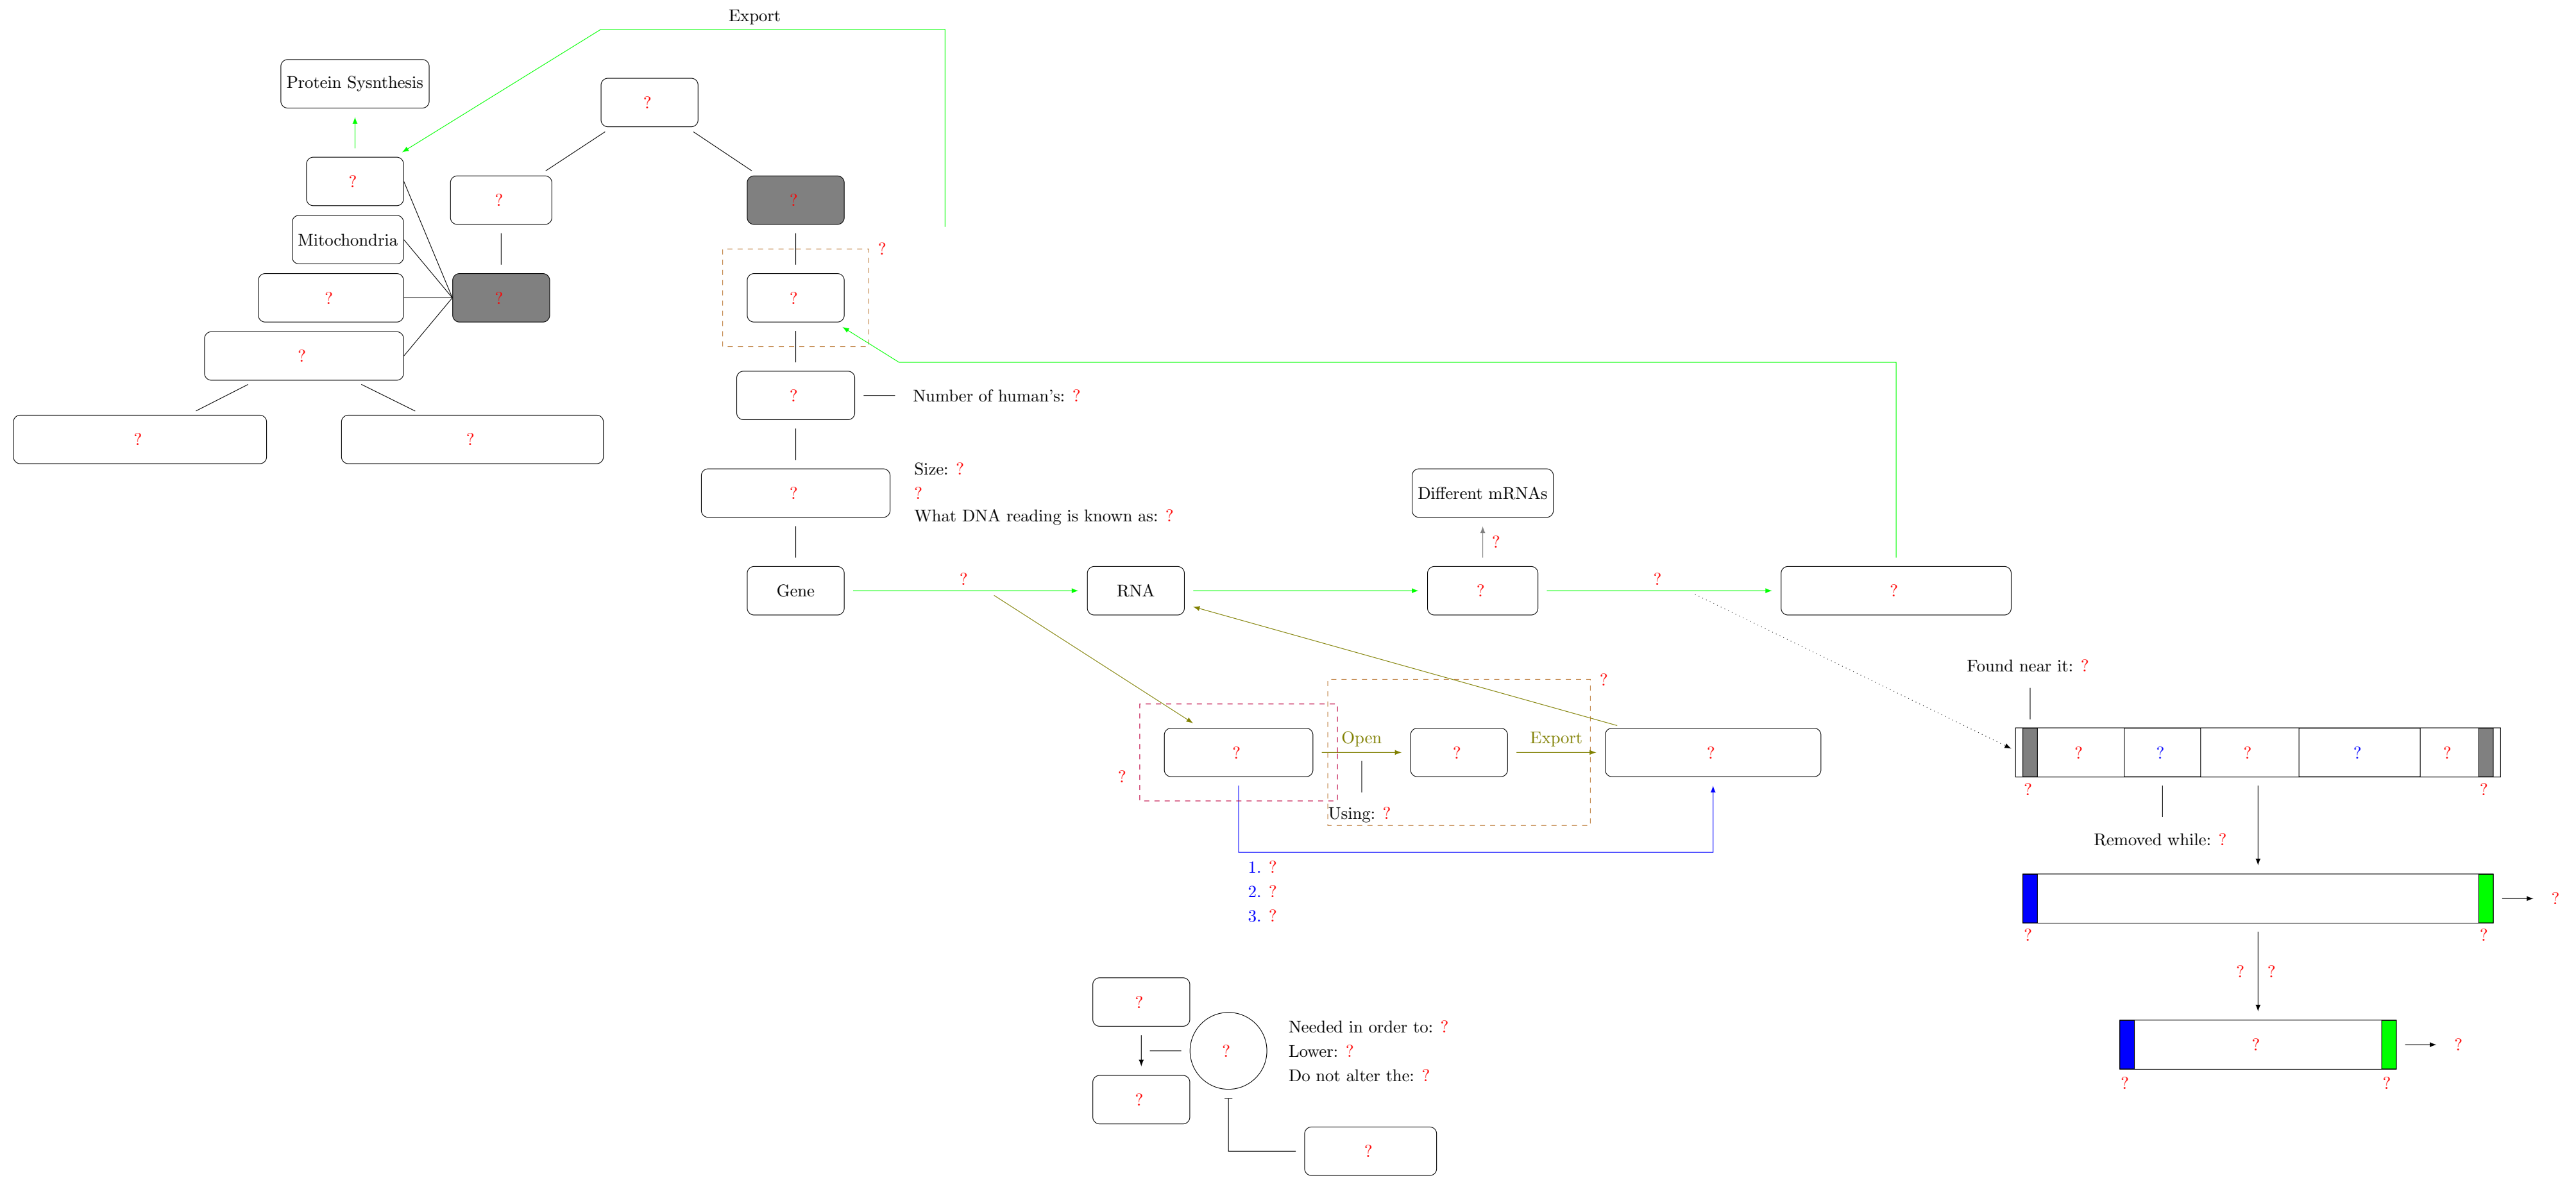 Export
Protein Sysnthesis
?
?
?
?
Mitochondria
?
?
?
?
?
?
Number of human's: ?
?
?
Size: ?
?
?
What DNA reading is known as: ?
Different mRNAs
?
?
?
Gene
RNA
?
?
Found near it: ?
?
Open
Export
?
?
?
?
?
?
?
?
?
?
?
Using: ?
Removed while: ?
1. ?
2. ?
3. ?
?
?
?
?
?
?
Needed in order to: ?
?
Lower: ?
?
?
Do not alter the: ?
?
?
?
?